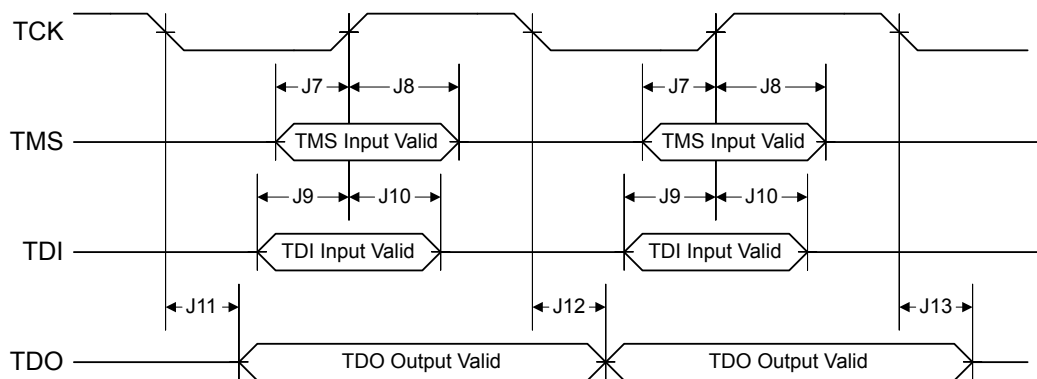 TCK
J7 J8 J7 J8
TMS TMS Input Valid TMS Input Valid
J9 J10 J9 J10
TDI TDI Input Valid TDI Input Valid
J11 J12 J13
TDO TDO Output Valid TDO Output Valid